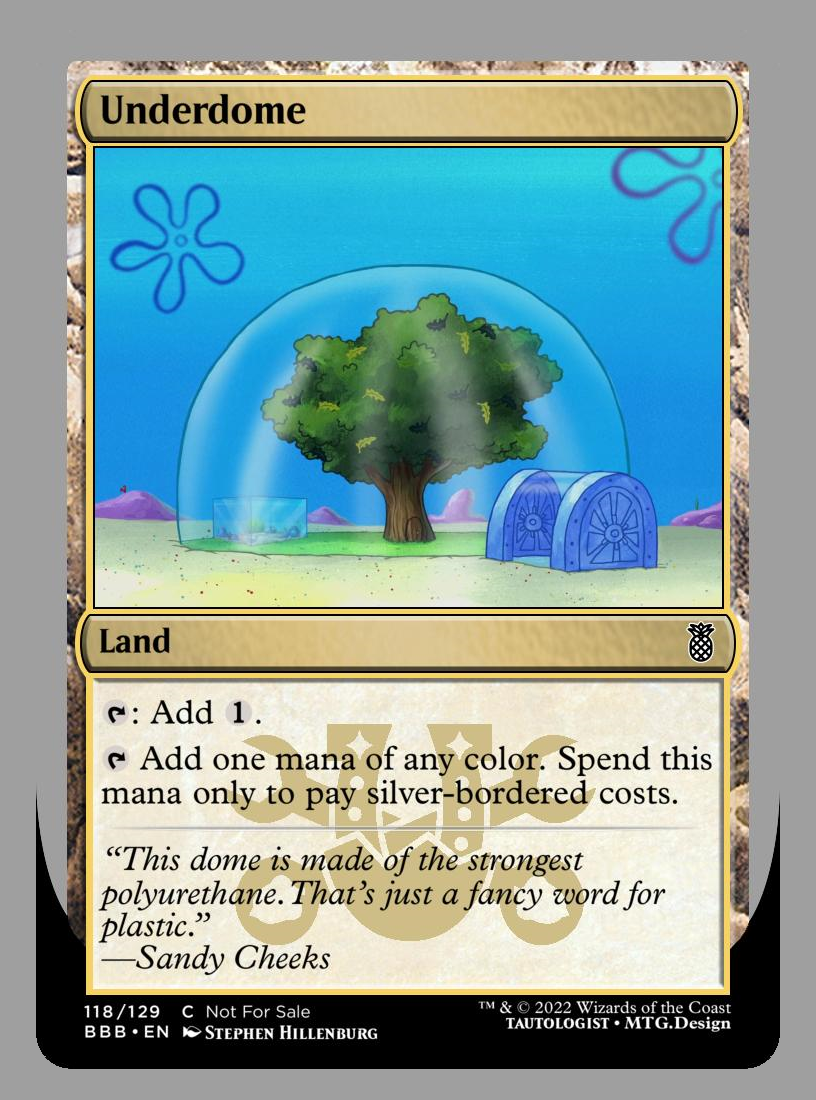 Underdome
Land
: Add 1.
Add one mana of any color. Spend this
mana only to pay silver-bordered costs.
“This dome is made of the strongest
polyurethane. That’s just a fancy word for
plastic.”
—Sandy Cheeks
118/129 C Not For Sale
BBB • EN STEPHEN HILLENBURG
™ & © 2022 Wizards of the Coast
TAUTOLOGIST • MTG.Design